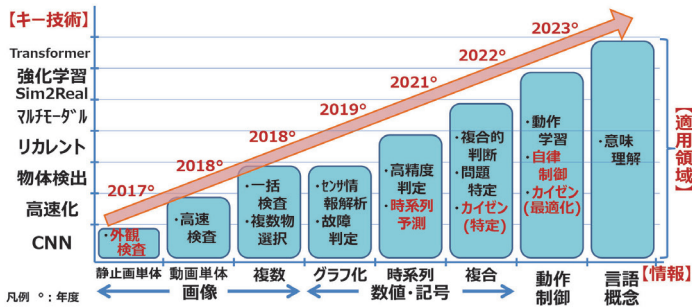 【キー技術】
Transformer
強化学習
Sim2Real
マルチモーダル
リカレント
物体検出
高速化
CNN
2017°
2018°
2018°
2019°
2021°
2022°
2023°
・外観
検査
・高速
検査
・一括
検査
・複数物
選択
・センサ情
報解析
・故障
判定
・高精度
判定
・時系列
予測
・複合的
判断
・問題
特定
・カイゼン
(特定)
・動作
学習
・自律
制御
・カイゼン
(最適化)
・意味
理解
【適用領域】
静止画単体
動画単体
複数
グラフ化
時系列
複合
動作
制御
言語
概念
【情報】
画像
数値・記号
凡例 °：年度